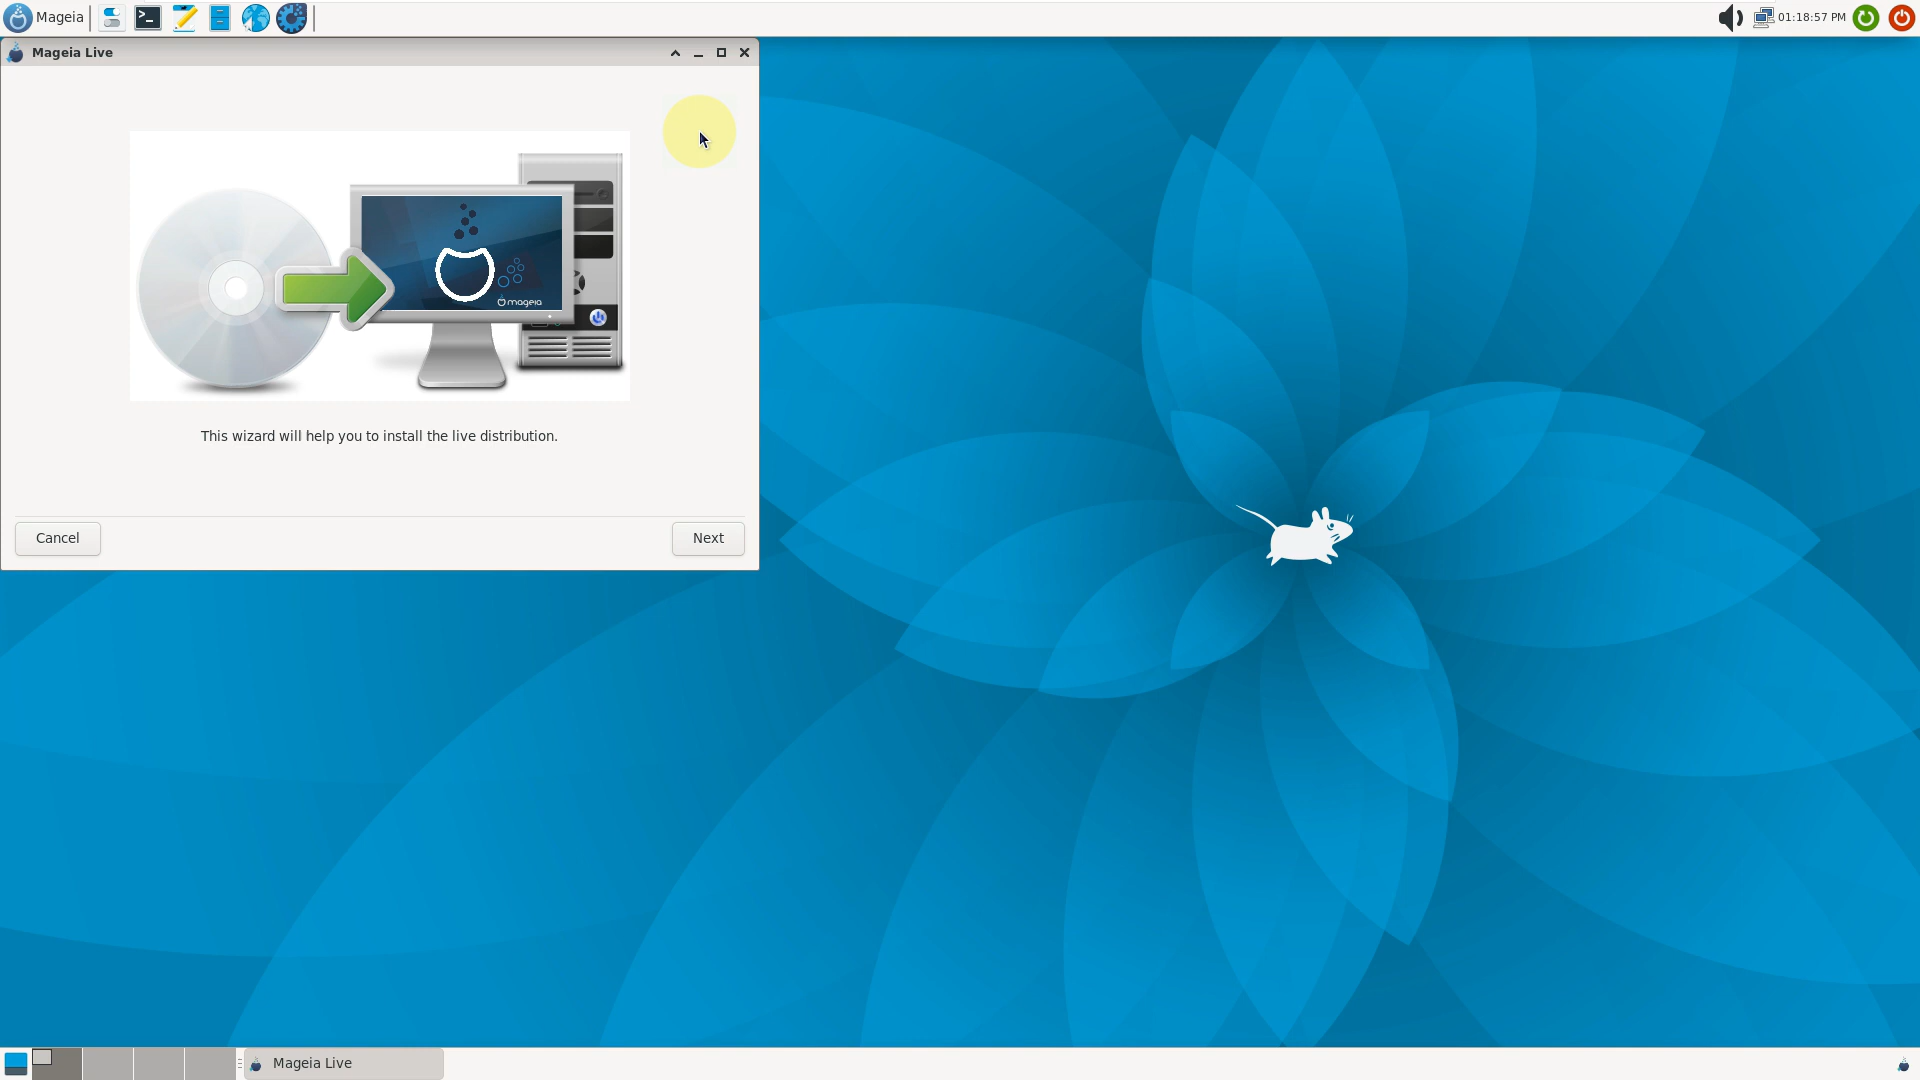 Mageia
01:18:57 PM
Mageia Live
mageia
This wizard will help you to install the live distribution.
Cancel
Next
Mageia Live